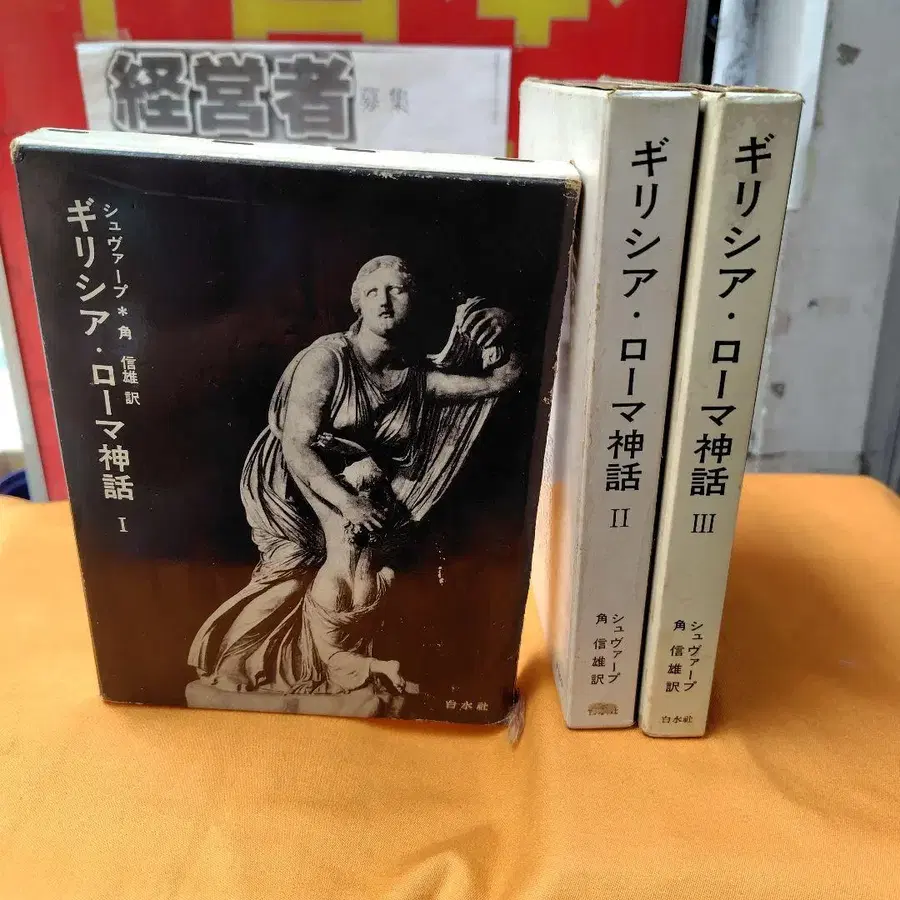 経営者
募集
シュヴァープ*角 信雄 訳
ギリシア・ローマ神話 I
白水社
ギリシア・ローマ神話 II
シュヴァープ
角 信雄 訳
ギリシア・ローマ神話 III
シュヴァープ
角 信雄 訳
白水社